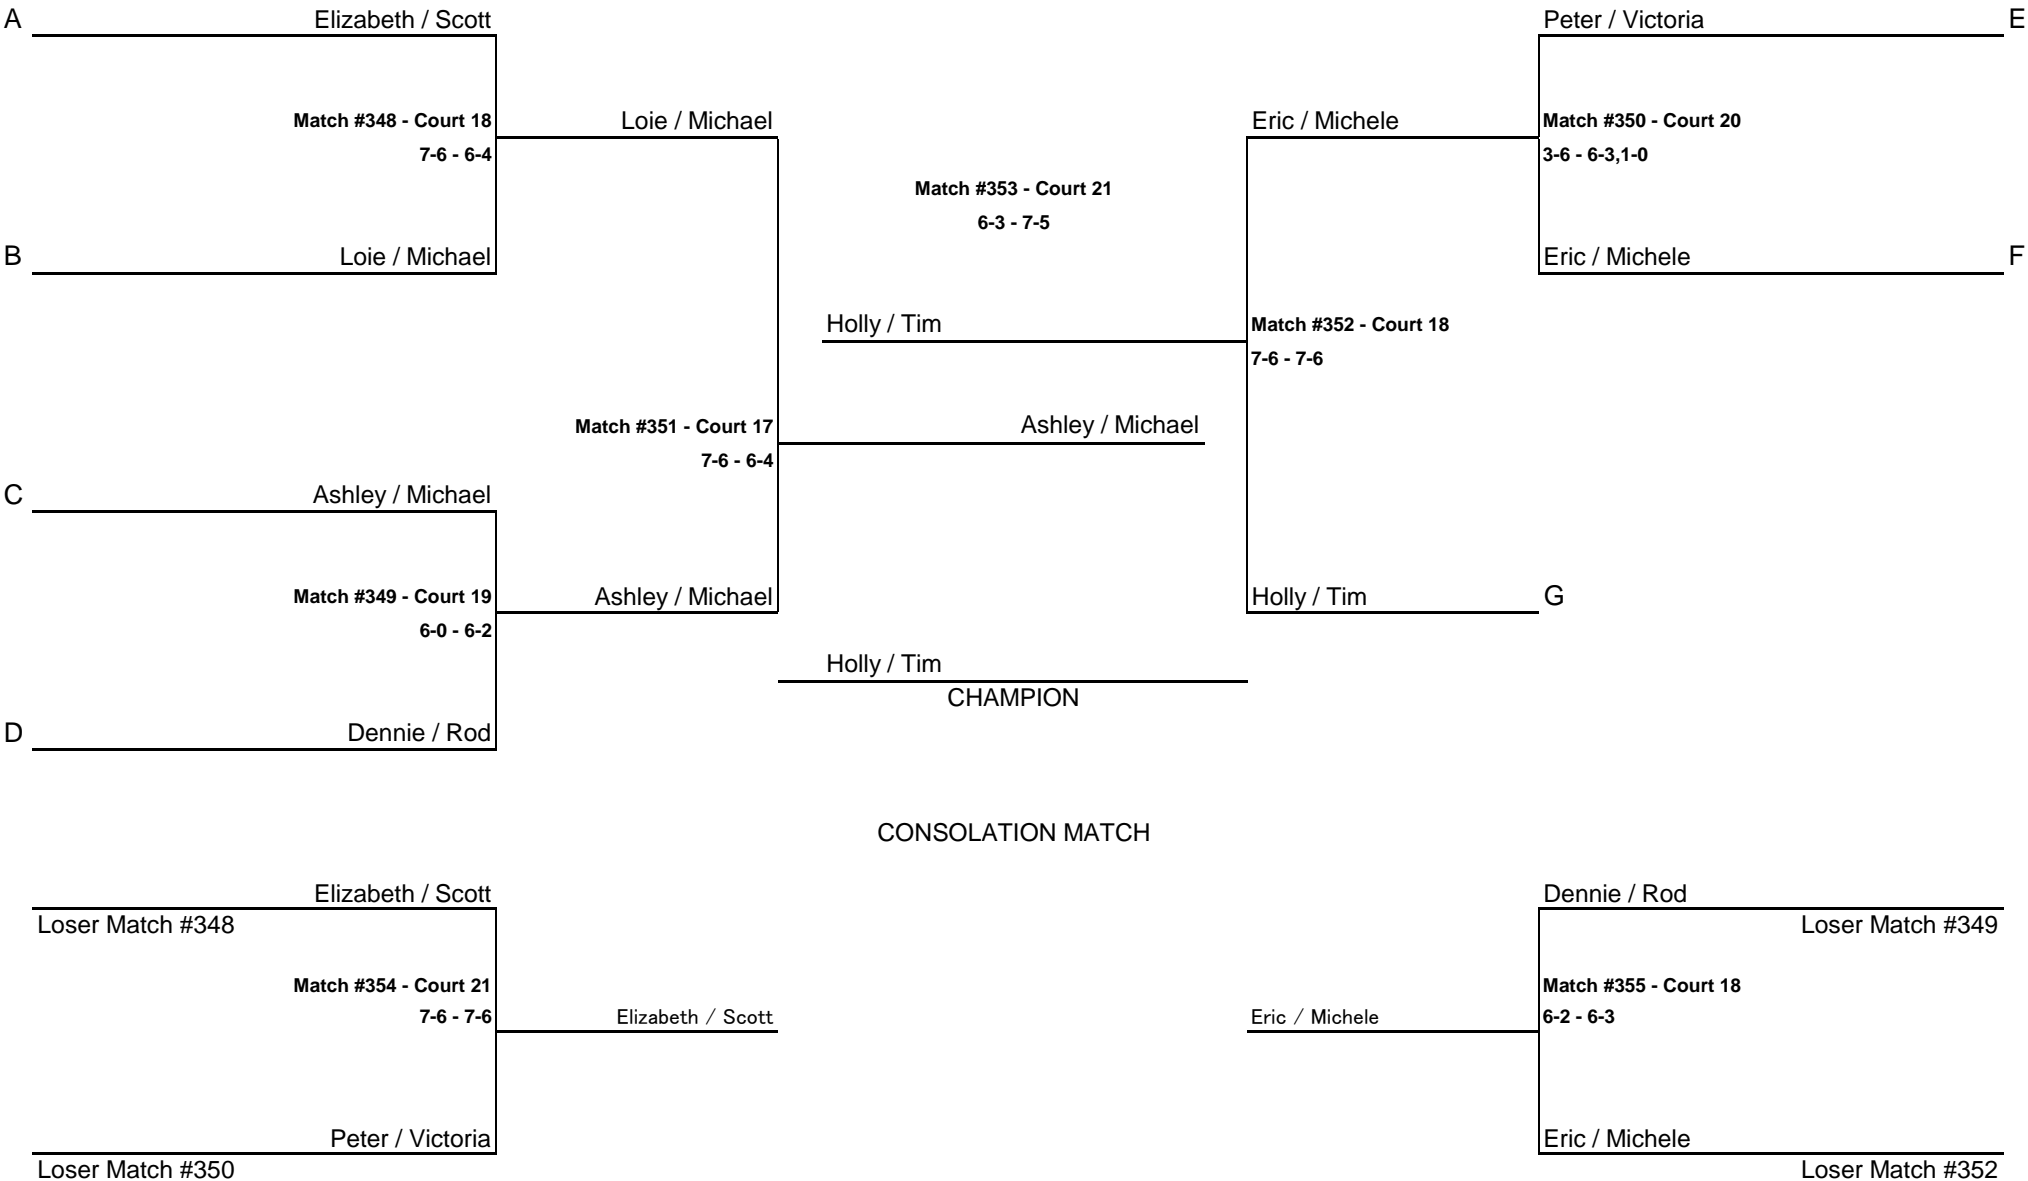 A Elizabeth / Scott Peter / Victoria E
Match #348 - Court 18 Loie / Michael Eric / Michele Match #350 - Court 20
7-6 - 6-4 3-6 - 6-3,1-0
Match #353 - Court 21
6-3 - 7-5
B Loie / Michael Eric / Michele F
Holly / Tim Match #352 - Court 18
7-6 - 7-6
Match #351 - Court 17 Ashley / Michael
7-6 - 6-4
C Ashley / Michael
Match #349 - Court 19 Ashley / Michael Holly / Tim G
6-0 - 6-2
Holly / Tim
CHAMPION
D Dennie / Rod
CONSOLATION MATCH
Elizabeth / Scott Dennie / Rod
Loser Match #348 Loser Match #349
Match #354 - Court 21 Match #355 - Court 18
7-6 - 7-6 Elizabeth / Scott Eric / Michele 6-2 - 6-3
Peter / Victoria Eric / Michele
Loser Match #350 Loser Match #352